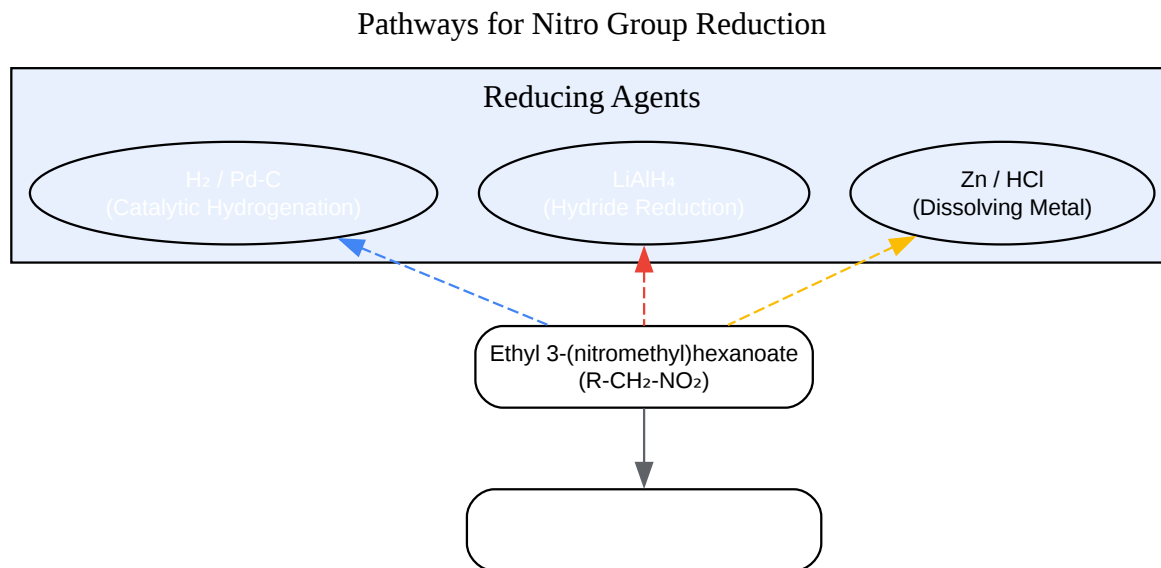 Pathways for Nitro Group Reduction
Reducing Agents
H₂ / Pd-C
(Catalytic Hydrogenation)
LiAlH₄
(Hydride Reduction)
Zn / HCl
(Dissolving Metal)
Ethyl 3-(nitromethyl)hexanoate
(R-CH₂-NO₂)